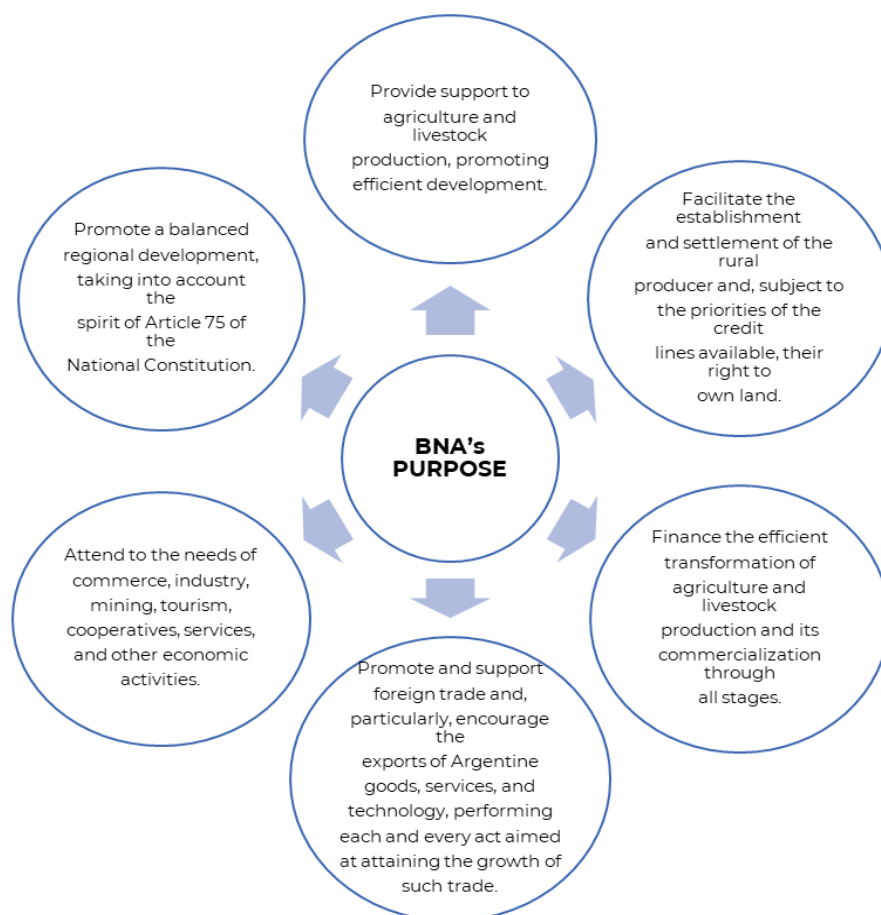 Provide support to
agriculture and
livestock
production, promoting
efficient development.
Facilitate the
establishment
and settlement of the
rural
producer and, subject to
the priorities of the
credit
lines available, their
right to
own land.
Finance the efficient
transformation of
agriculture and
livestock
production and its
commercialization
through
all stages.
Promote and support
foreign trade and,
particularly, encourage
the
exports of Argentine
goods, services, and
technology, performing
each and every act aimed
at attaining the growth of
such trade.
Attend to the needs of
commerce, industry,
mining, tourism,
cooperatives, services,
and other economic
activities.
Promote a balanced
regional development,
taking into account
the
spirit of Article 75 of
the
National Constitution.
BNA's
PURPOSE